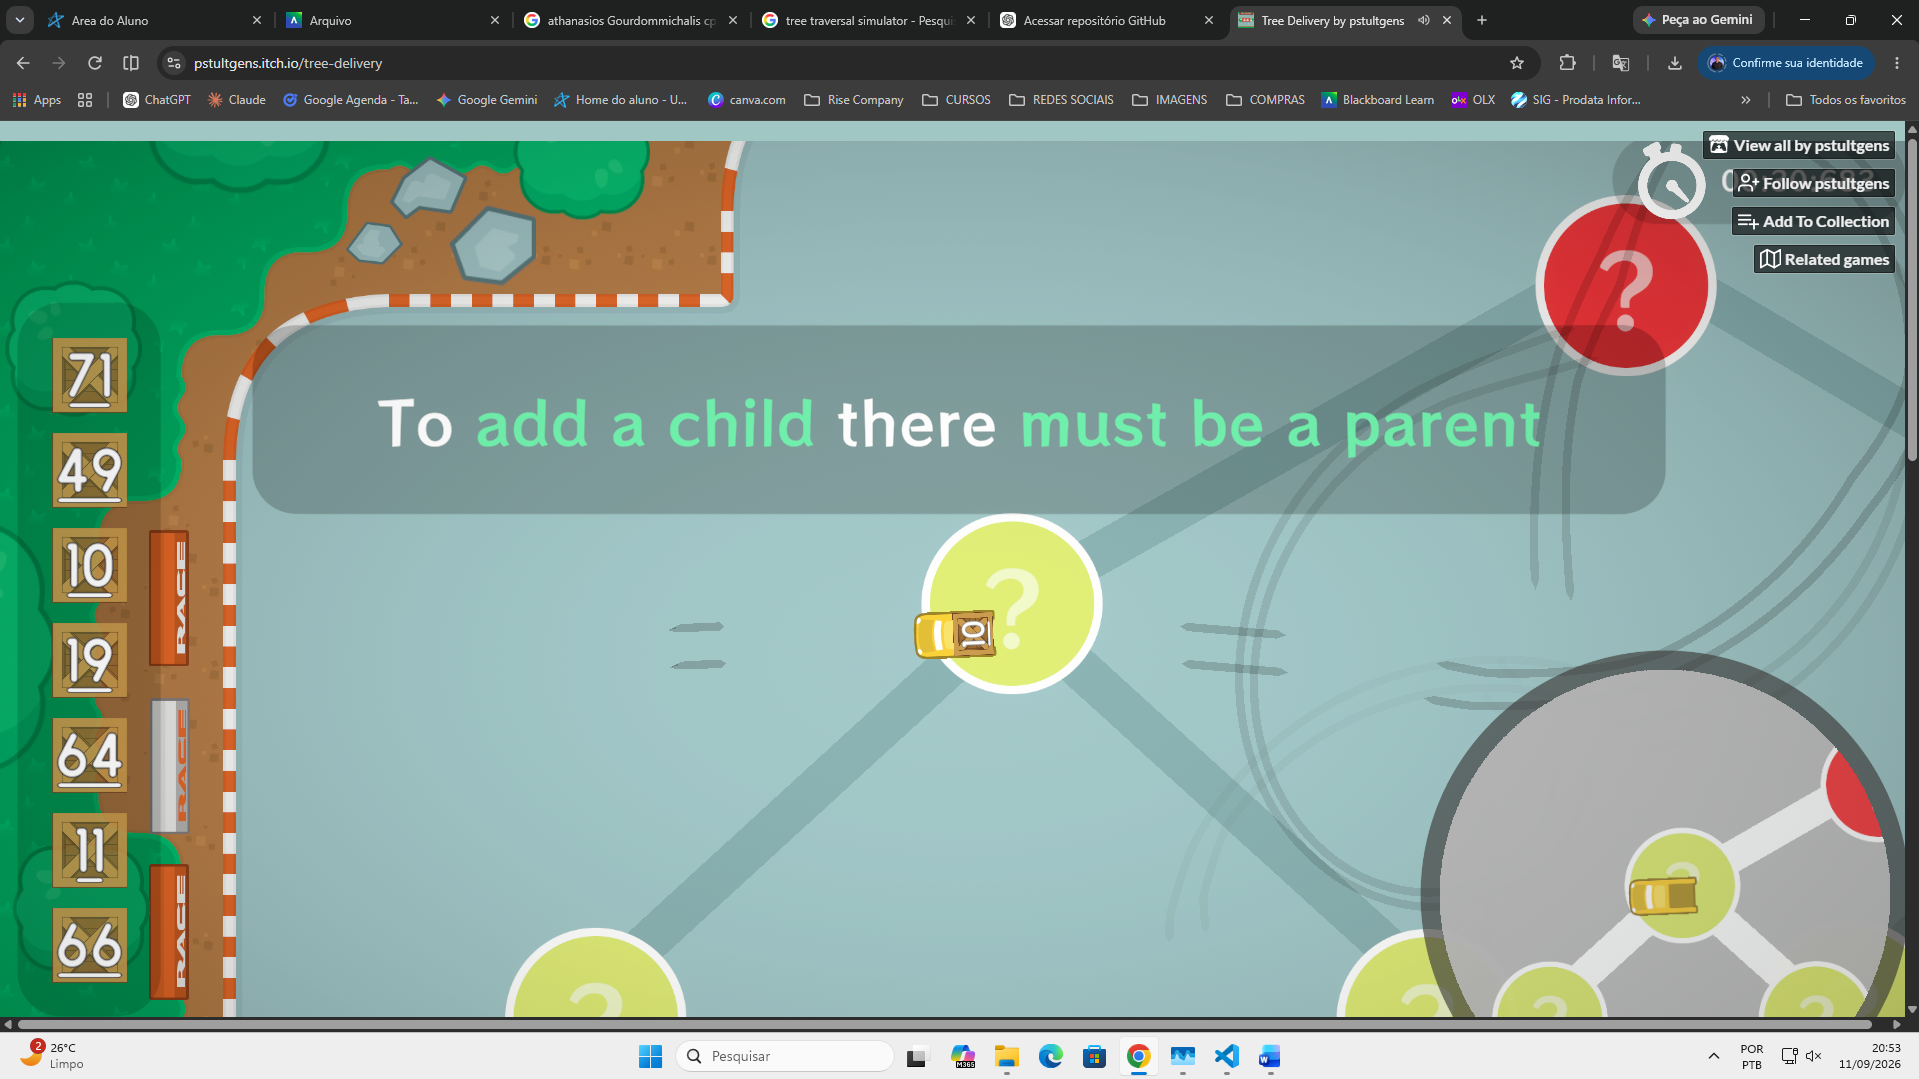 Area do Aluno
Arquivo
athanasios Gourdommichalis cp
tree traversal simulator - Pesqui
Acessar repositório GitHub
Tree Delivery by pstultgens
Peça ao Gemini
pstultgens.itch.io/tree-delivery
Confirme sua identidade
Apps
ChatGPT
Claude
Google Agenda - Ta...
Google Gemini
Home do aluno - U...
canva.com
Rise Company
CURSOS
REDES SOCIAIS
IMAGENS
COMPRAS
Blackboard Learn
OLX
SIG - Prodata Infor...
Todos os favoritos
View all by pstultgens
Follow pstultgens
Add To Collection
Related games
?
To add a child there must be a parent
71
49
10
19
64
11
66
RACE
RACE
RACE
?
10
?
?
?
?
?
2
26°C
Limpo
Pesquisar
M365
POR
PTB
20:53
11/09/2026